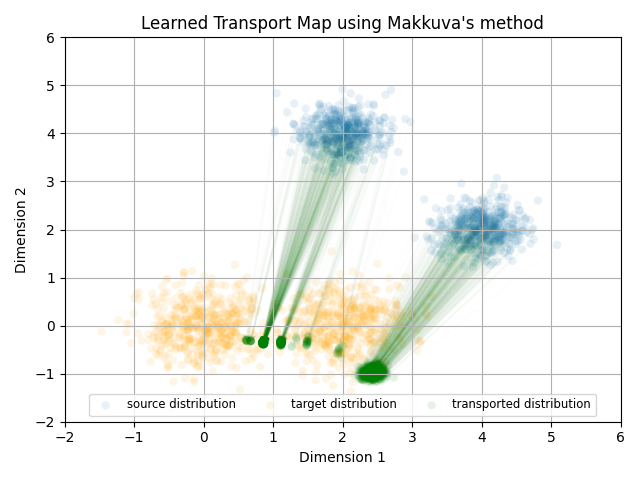 Learned Transport Map using Makkuva's method
6
5
4
3
2
1
0
−1
−2
Dimension 2
source distribution target distribution transported distribution
−2 −1 0 1 2 3 4 5 6
Dimension 1